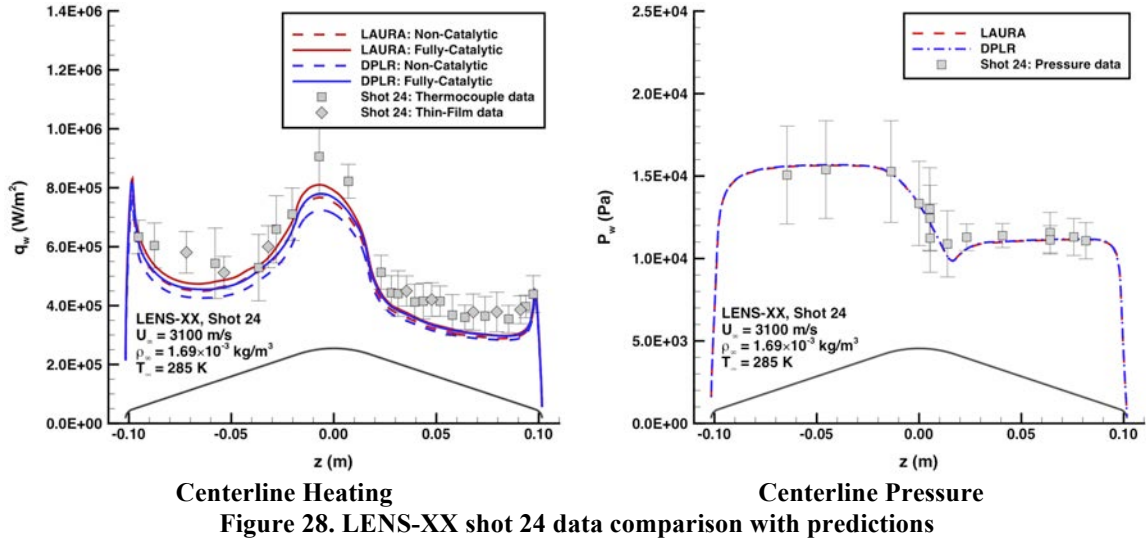 1.4E+06
1.2E+06
1.0E+06
8.0E+05
6.0E+05
4.0E+05
2.0E+05
0.0E+00
q_w (W/m²)
LAURA: Non-Catalytic
LAURA: Fully-Catalytic
DPLR: Non-Catalytic
DPLR: Fully-Catalytic
Shot 24: Thermocouple data
Shot 24: Thin-Film data
LENS-XX, Shot 24
U∞ = 3100 m/s
ρ∞ = 1.69×10⁻³ kg/m³
T∞ = 285 K
-0.10 -0.05 0.00 0.05 0.10
z (m)
2.5E+04
2.0E+04
1.5E+04
1.0E+04
5.0E+03
0.0E+00
P_w (Pa)
LAURA
DPLR
Shot 24: Pressure data
LENS-XX, Shot 24
U∞ = 3100 m/s
ρ∞ = 1.69×10⁻³ kg/m³
T∞ = 285 K
-0.10 -0.05 0.00 0.05 0.10
z (m)
Centerline Heating
Centerline Pressure
Figure 28. LENS-XX shot 24 data comparison with predictions